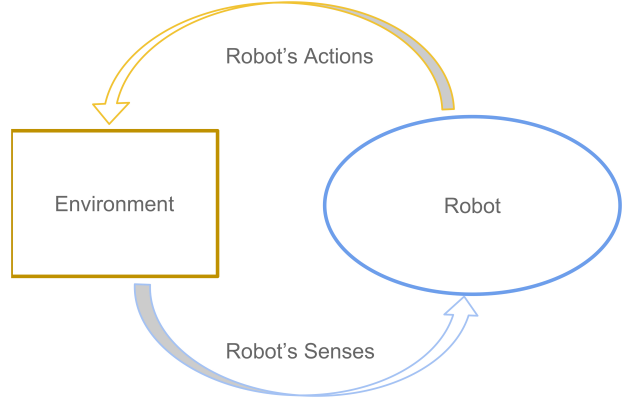 Robot’s Actions
Environment
Robot
Robot’s Senses